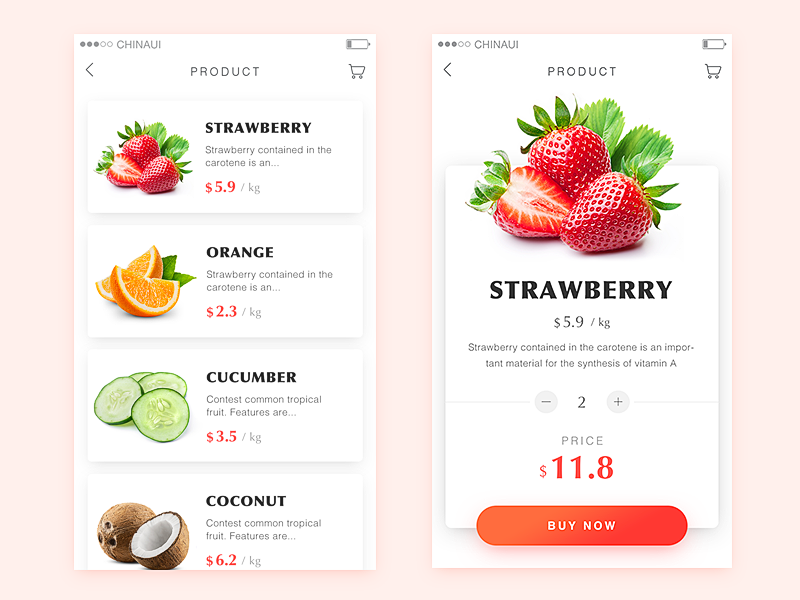 CHINAUI
PRODUCT
STRAWBERRY
Strawberry contained in the
carotene is an...
$5.9 / kg
ORANGE
Strawberry contained in the
carotene is an...
$2.3 / kg
CUCUMBER
Contest common tropical
fruit. Features are...
$3.5 / kg
COCONUT
Contest common tropical
fruit. Features are...
$6.2 / kg
CHINAUI
PRODUCT
STRAWBERRY
$5.9 / kg
Strawberry contained in the carotene is an impor-
tant material for the synthesis of vitamin A
− 2 +
PRICE
$11.8
BUY NOW